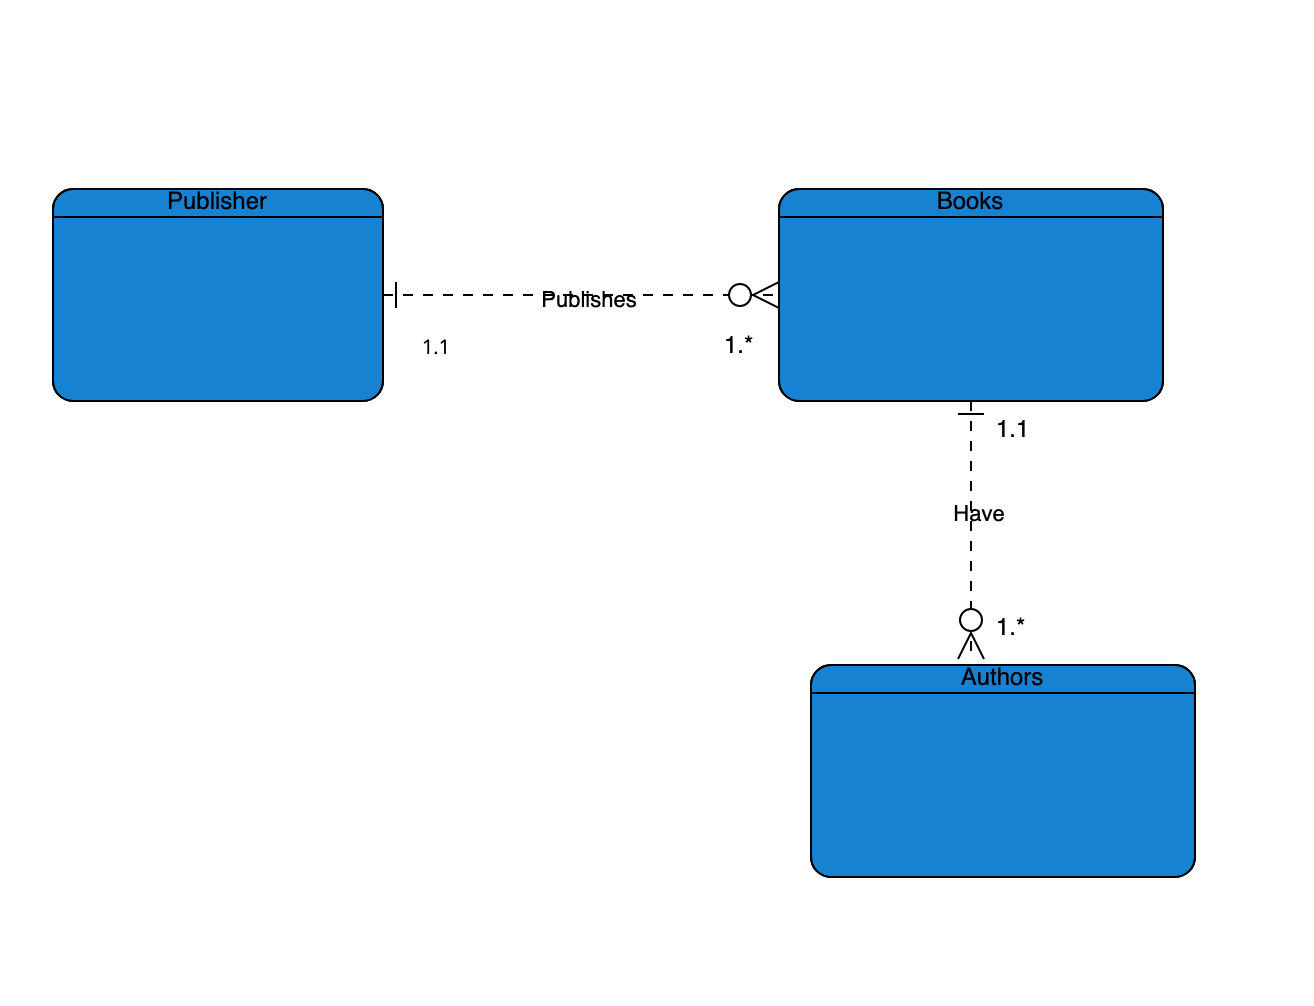 Publisher
Books
Publishes
1.1
1.*
1.1
Have
1.*
Authors